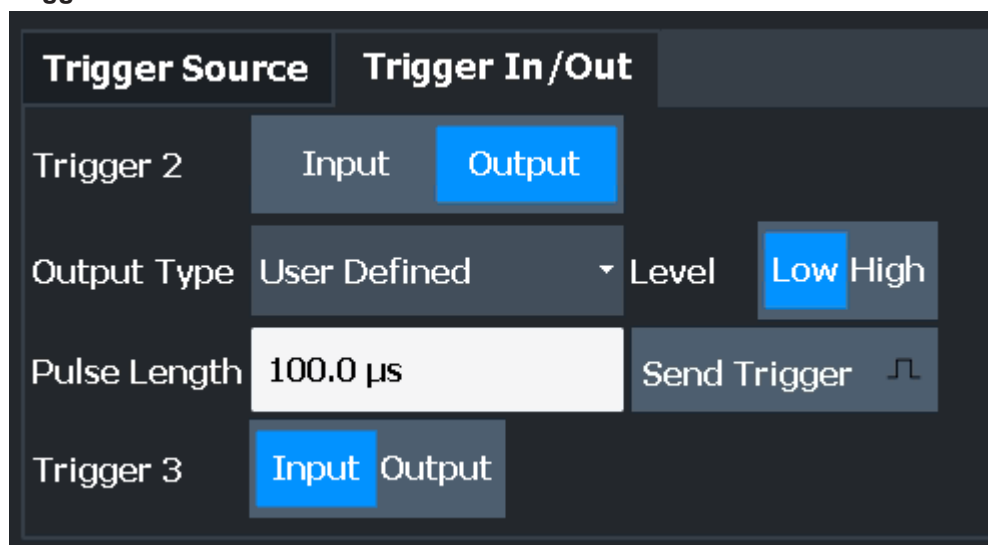 Trigger Source Trigger In/Out
Trigger 2 Input Output
Output Type User Defined Level Low High
Pulse Length 100.0 µs Send Trigger
Trigger 3 Input Output